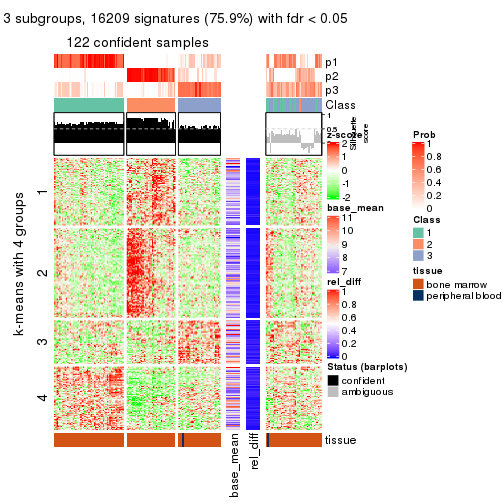 3 subgroups, 16209 signatures (75.9%) with fdr < 0.05
122 confident samples
p1
p2
p3
Class
1
0.5
0
Silhouette
score
k-means with 4 groups
1
2
3
4
z-score
2
1
0
-1
-2
base_mean
11
10
9
8
7
rel_diff
1
0.8
0.6
0.4
0.2
0
Status (barplots)
confident
ambiguous
Prob
1
0.8
0.6
0.4
0.2
0
Class
1
2
3
tissue
bone marrow
peripheral blood
tissue
base_mean
rel_diff